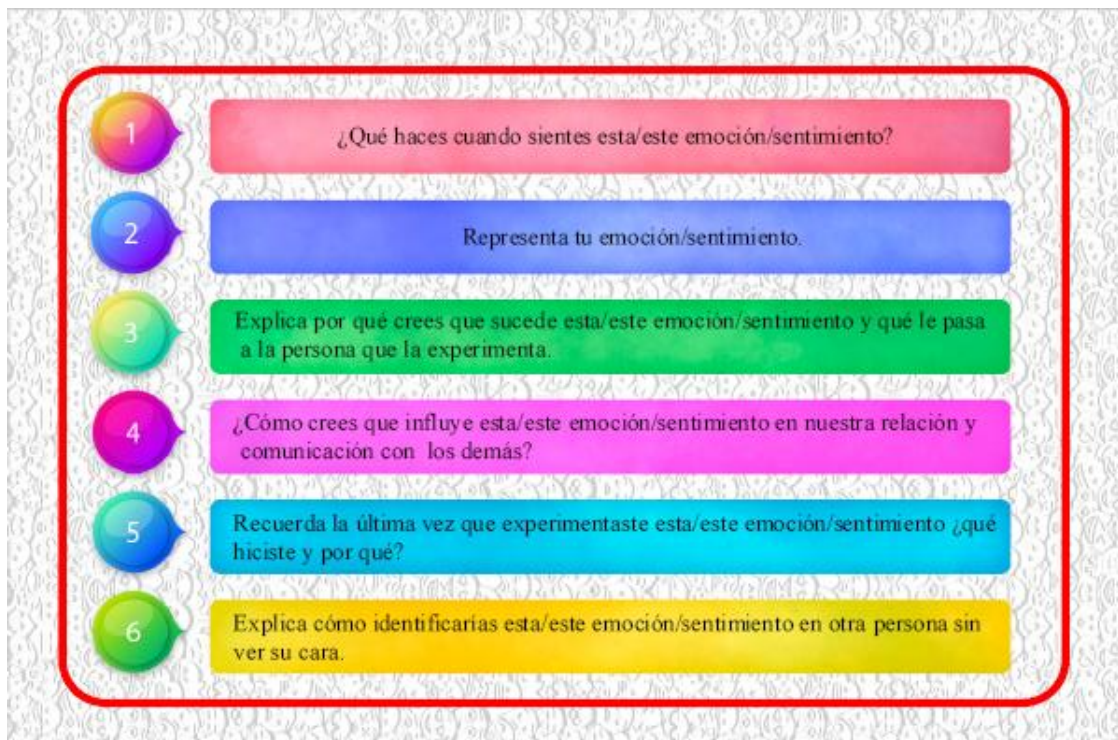 1
¿Qué haces cuando sientes esta/este emoción/sentimiento?
2
Representa tu emoción/sentimiento.
3
Explica por qué crees que sucede esta/este emoción/sentimiento y qué le pasa
a la persona que la experimenta.
4
¿Cómo crees que influye esta/este emoción/sentimiento en nuestra relación y
comunicación con los demás?
5
Recuerda la última vez que experimentaste esta/este emoción/sentimiento ¿qué
hiciste y por qué?
6
Explica cómo identificarías esta/este emoción/sentimiento en otra persona sin
ver su cara.